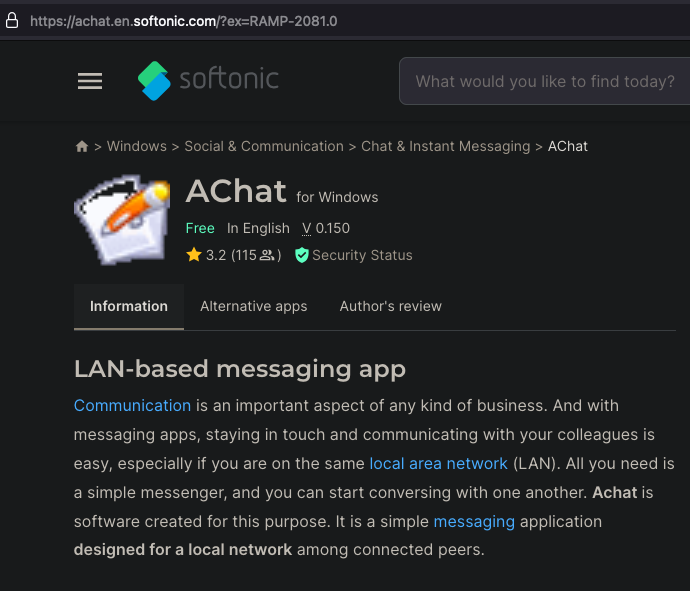 https://achat.en.softonic.com/?ex=RAMP-2081.0
softonic
What would you like to find today?
> Windows > Social & Communication > Chat & Instant Messaging > AChat
AChat for Windows
Free In English V 0.150
3.2 (115)
Security Status
Information Alternative apps Author's review
LAN-based messaging app
Communication is an important aspect of any kind of business. And with
messaging apps, staying in touch and communicating with your colleagues is
easy, especially if you are on the same local area network (LAN). All you need is
a simple messenger, and you can start conversing with one another. Achat is
software created for this purpose. It is a simple messaging application
designed for a local network among connected peers.